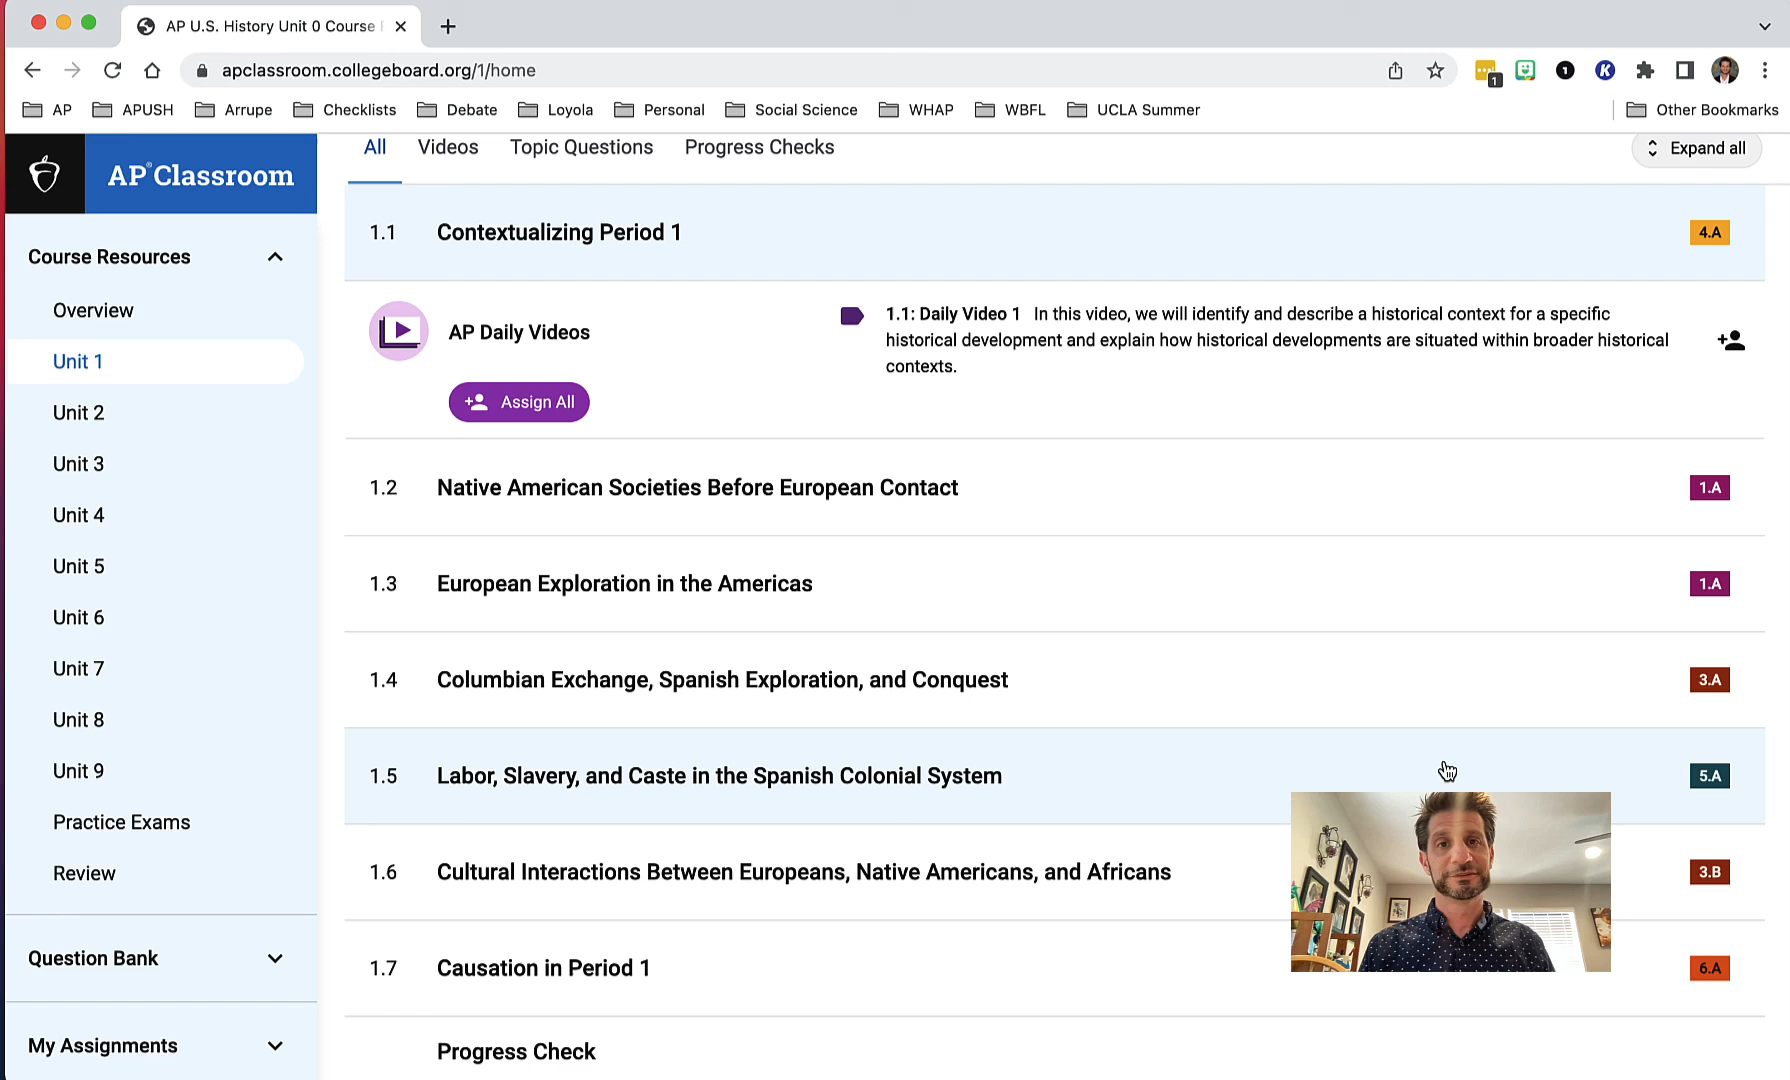 AP U.S. History Unit 0 Course
apclassroom.collegeboard.org/1/home
1
1
K
AP
APUSH
Arrupe
Checklists
Debate
Loyola
Personal
Social Science
WHAP
WBFL
UCLA Summer
Other Bookmarks
AP® Classroom
All
Videos
Topic Questions
Progress Checks
Expand all
Course Resources
Overview
Unit 1
Unit 2
Unit 3
Unit 4
Unit 5
Unit 6
Unit 7
Unit 8
Unit 9
Practice Exams
Review
Question Bank
My Assignments
1.1 Contextualizing Period 1 4.A
AP Daily Videos
Assign All
1.1: Daily Video 1 In this video, we will identify and describe a historical context for a specific
historical development and explain how historical developments are situated within broader historical
contexts.
1.2 Native American Societies Before European Contact 1.A
1.3 European Exploration in the Americas 1.A
1.4 Columbian Exchange, Spanish Exploration, and Conquest 3.A
1.5 Labor, Slavery, and Caste in the Spanish Colonial System 5.A
1.6 Cultural Interactions Between Europeans, Native Americans, and Africans 3.B
1.7 Causation in Period 1 6.A
Progress Check